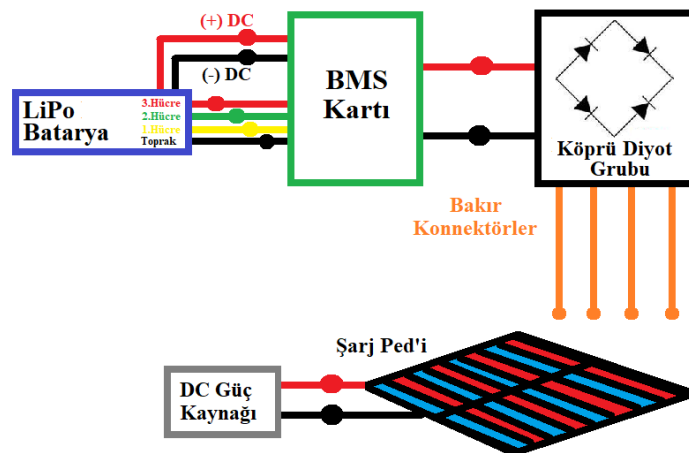 (+) DC
(-) DC
LiPo
Batarya
3.Hücre
2.Hücre
1.Hücre
Toprak
BMS
Kartı
Köprü Diyot
Grubu
Bakır
Konnektörler
Şarj Ped'i
DC Güç
Kaynağı